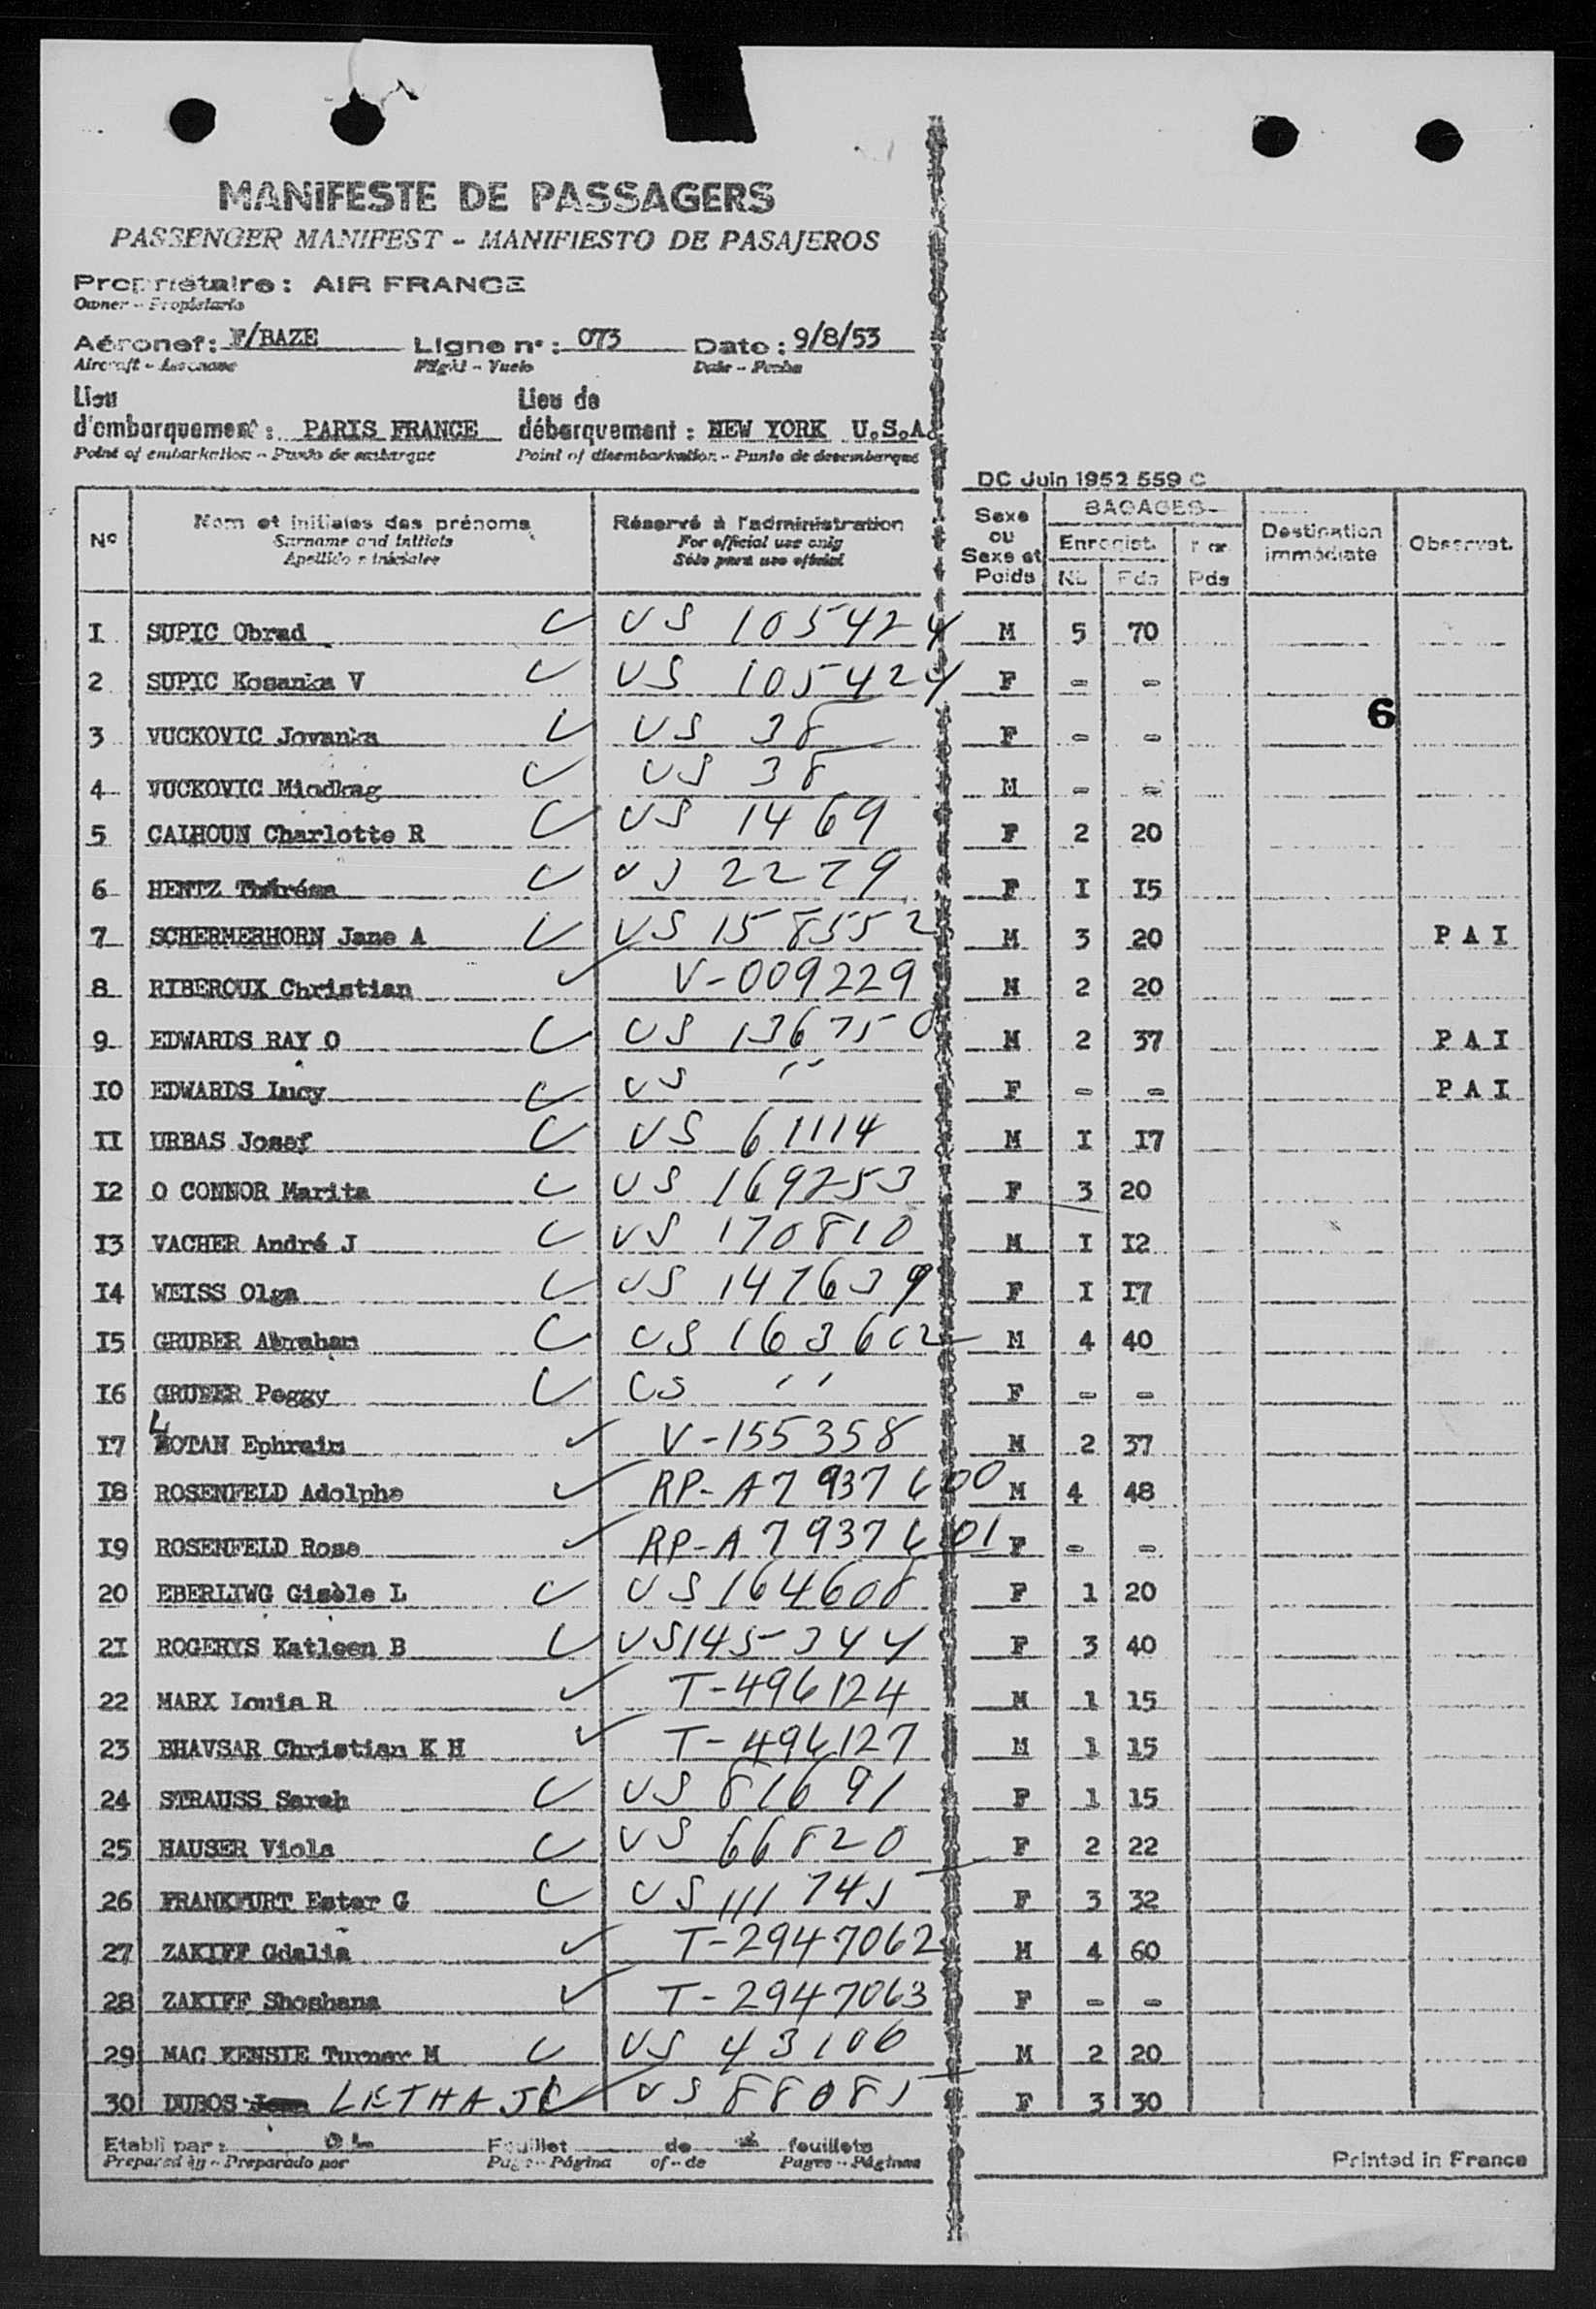 MANIFESTE DE PASSAGERS
PASSENGER MANIFEST - MANIFIESTO DE PASAJEROS
Propriétaire : AIR FRANCE
Owner - Propietario
Aéronef : F/BAZE Ligne n° : 073 Date : 9/8/53
Aircraft - Aeronave Flight - Vuelo Date - Fecha
Lieu Lieu de
d'embarquement : PARIS FRANCE débarquement : NEW YORK U.S.A.
Point of embarkation - Punto de embarque Point of disembarkation - Punto de desembarque
DC Juin 1952 559 C
N° Nom et initiales des prénoms Réservé à l'administration Sexe ou Sexe et Poids BAGAGES Destination immédiate Observat.
Surname and initials For official use only Enregist.
Apellido e iniciales Sólo para uso oficial Nb Pds Pds
I SUPIC Obrad US 105424 M 5 70
2 SUPIC Kosanka V US 105424 F - -
6
3 VUCKOVIC Jovanka US 38 F - -
4 VUCKOVIC Miodkag US 38 M - -
5 CALHOUN Charlotte R US 1469 F 2 20
6 HENTZ Thérésa US 2279 F I I5
7 SCHERMERHORN Jane A US 158552 M 3 20 P A I
8 RIBEROUX Christian V-009229 M 2 20
9 EDWARDS RAY O US 136750 M 2 37 P A I
IO EDWARDS Lucy US '' F - - P A I
II URBAS Josef US 61114 M I I7
I2 O CONNOR Marita US 169253 F 3 20
I3 VACHER André J US 170810 M I I2
I4 WEISS Olga US 147639 F I I7
I5 GRUBER Abraham US 163602 M 4 40
I6 GRUBER Peggy US '' F - -
I7 LOTAN Ephraim V-155358 M 2 37
I8 ROSENFELD Adolphe RP-A7937600 M 4 48
I9 ROSENFELD Rose RP-A7937601 F - -
20 EBERLIWG Gisèle L US 164608 F 1 20
2I ROGERYS Katleen B US 145344 F 3 40
22 MARX Louis R T-496124 M 1 15
23 BHAVSAR Christian K H T-496127 M 1 15
24 STRAUSS Sarah US 81691 F 1 15
25 HAUSER Viola US 66820 F 2 22
26 FRANKFURT Ester G US 111745 F 3 32
27 ZAKIFF Gdalia T-2947062 M 4 60
28 ZAKIFF Shoshana T-2947063 F - -
29 MAC KENSIE Turner M US 43106 M 2 20
30 DUBOS LETHA J US 88085 F 3 30
Etabli par : Feuillet de feuillets
Prepared by - Preparado por Page - Página of - de Pages - Páginas
Printed in France